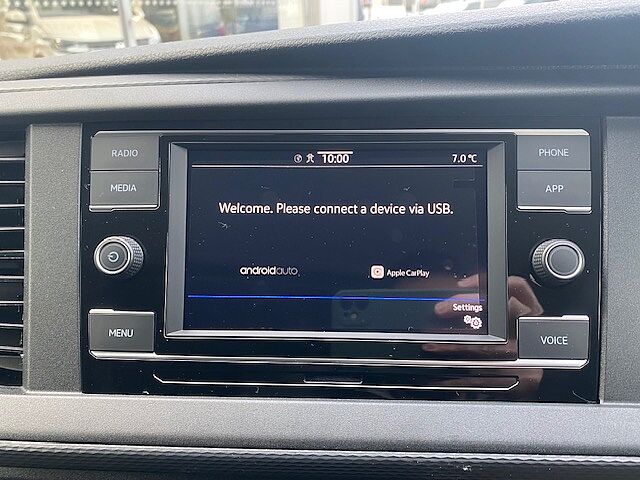 RADIO
MEDIA
MENU
10:00
7.0°C
Welcome. Please connect a device via USB.
androidauto
Apple CarPlay
Settings
PHONE
APP
VOICE